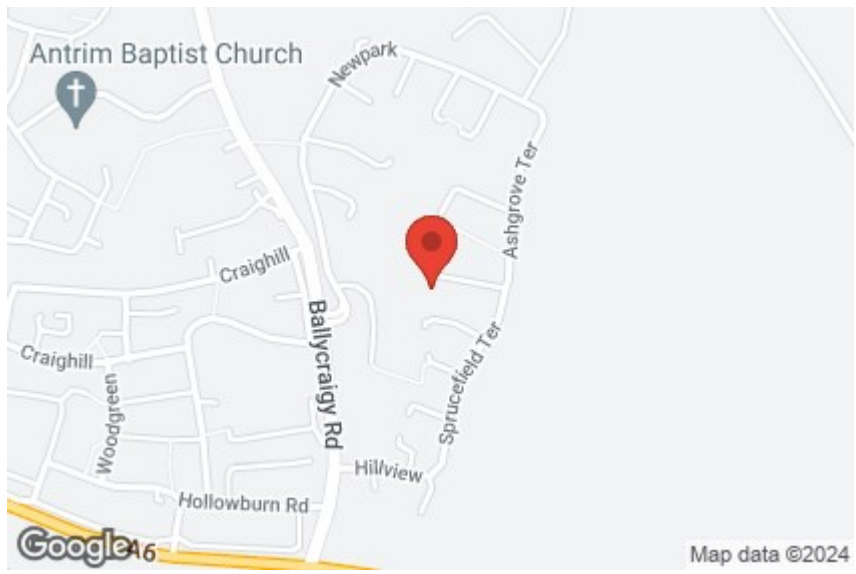 Antrim Baptist Church
Newpark
Ashgrove Ter
Craighill
Ballycraigy Rd
Craighill
Woodgreen
Sprucefield Ter
Hillview
Hollowburn Rd
Google
A6
Map data ©2024